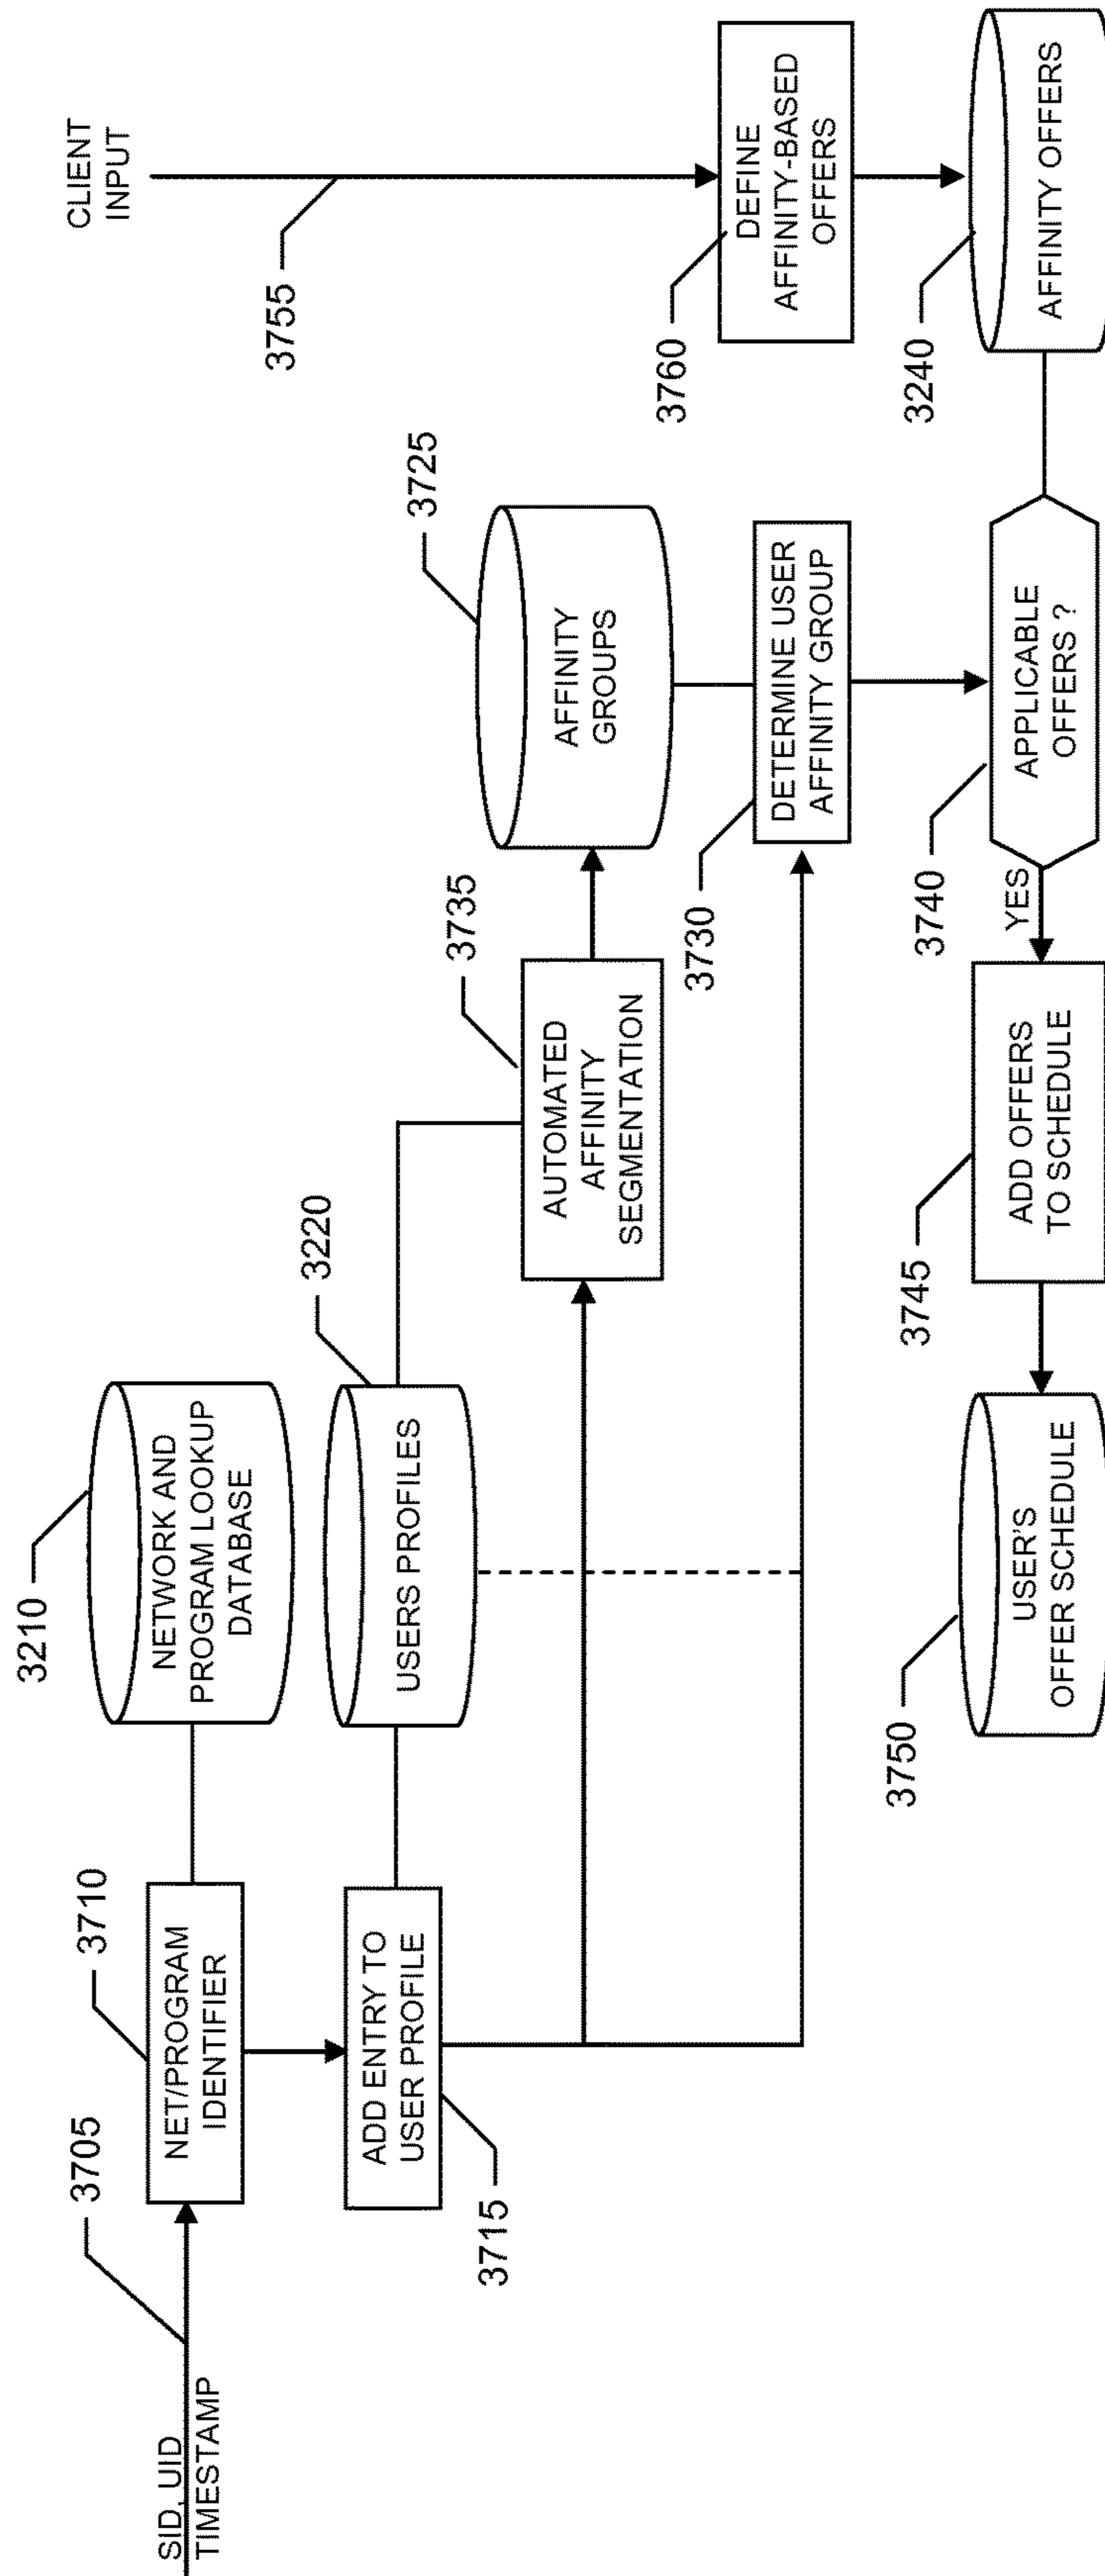 SID, UID
TIMESTAMP
3705
NET/PROGRAM
IDENTIFIER
3710
3210
NETWORK AND
PROGRAM LOOKUP
DATABASE
ADD ENTRY TO
USER PROFILE
3715
USERS PROFILES
3220
AUTOMATED
AFFINITY
SEGMENTATION
3735
AFFINITY
GROUPS
3725
DETERMINE USER
AFFINITY GROUP
3730
CLIENT
INPUT
3755
DEFINE
AFFINITY-BASED
OFFERS
3760
AFFINITY OFFERS
3240
APPLICABLE
OFFERS ?
3740
YES
ADD OFFERS
TO SCHEDULE
3745
USER'S
OFFER SCHEDULE
3750